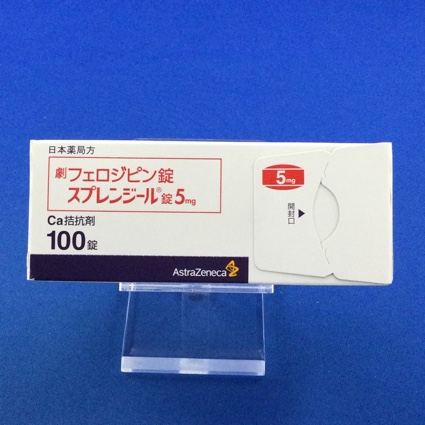 日本薬局方
劇 フェロジピン錠
スプレンジール®錠5mg
Ca拮抗剤
100錠
AstraZeneca
5mg
開封口